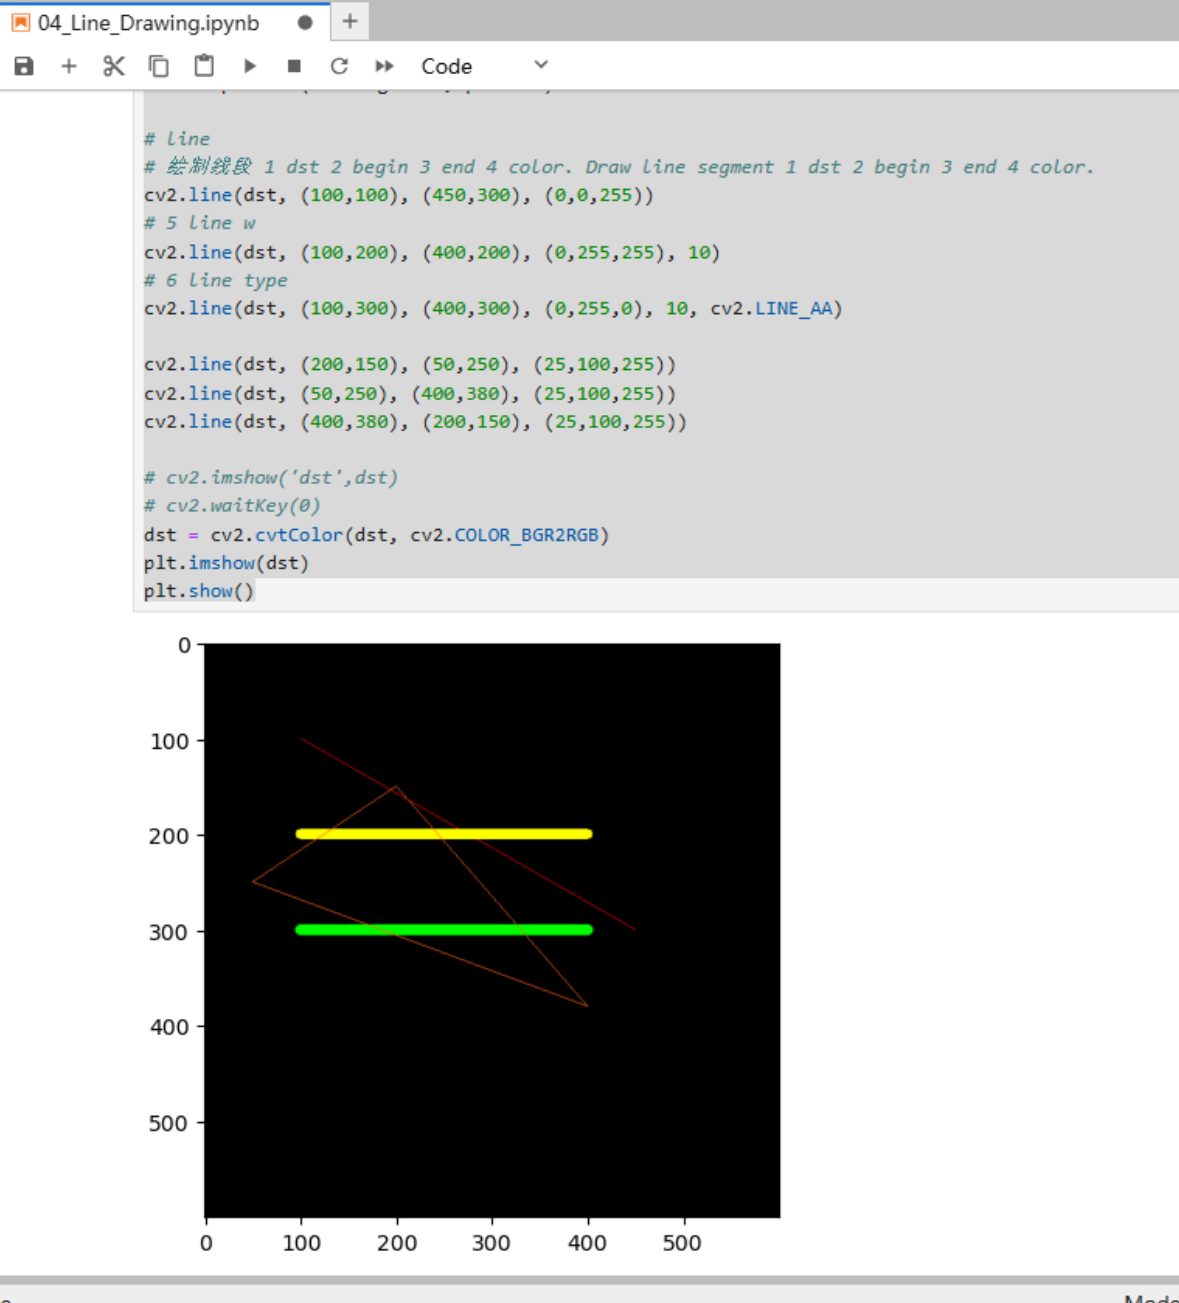 04_Line_Drawing.ipynb
Code
# line
# 绘制线段 1 dst 2 begin 3 end 4 color. Draw line segment 1 dst 2 begin 3 end 4 color.
cv2.line(dst, (100,100), (450,300), (0,0,255))
# 5 line w
cv2.line(dst, (100,200), (400,200), (0,255,255), 10)
# 6 line type
cv2.line(dst, (100,300), (400,300), (0,255,0), 10, cv2.LINE_AA)
cv2.line(dst, (200,150), (50,250), (25,100,255))
cv2.line(dst, (50,250), (400,380), (25,100,255))
cv2.line(dst, (400,380), (200,150), (25,100,255))
# cv2.imshow('dst',dst)
# cv2.waitKey(0)
dst = cv2.cvtColor(dst, cv2.COLOR_BGR2RGB)
plt.imshow(dst)
plt.show()
0
100
200
300
400
500
0 100 200 300 400 500